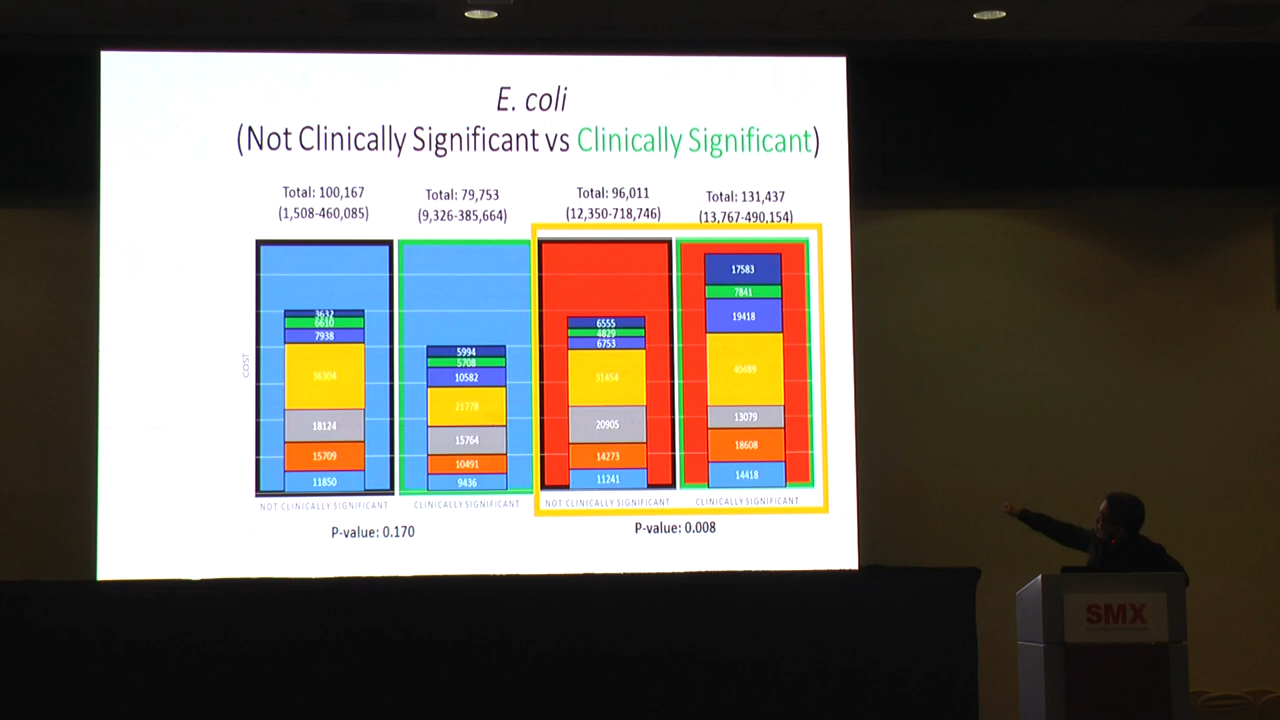 E. coli
(Not Clinically Significant vs Clinically Significant)
Total: 100,167
(1,508-460,085)
Total: 79,753
(9,326-385,664)
Total: 96,011
(12,350-718,746)
Total: 131,437
(13,767-490,154)
COST
3632
6610
7938
36304
18124
15709
11850
5994
5708
10582
21778
15764
10491
9436
6555
4829
6753
31454
20905
14273
11241
17583
7841
19418
40489
13079
18608
14418
NOT CLINICALLY SIGNIFICANT
CLINICALLY SIGNIFICANT
NOT CLINICALLY SIGNIFICANT
CLINICALLY SIGNIFICANT
P-value: 0.170
P-value: 0.008
SMX